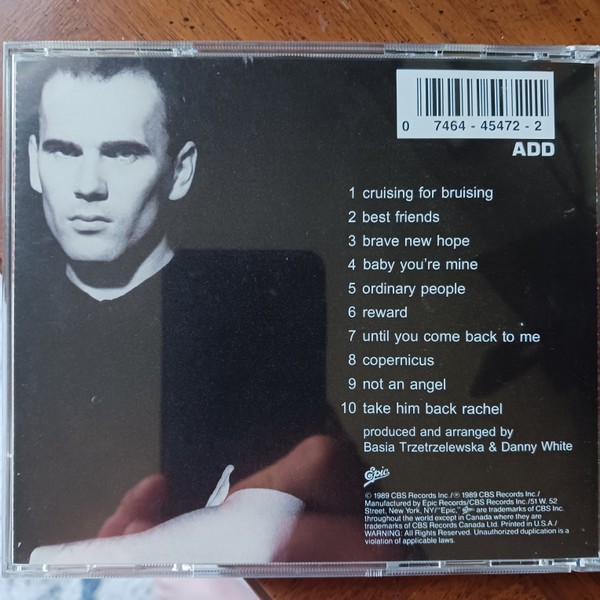 0 7464 - 45472 - 2
ADD
1 cruising for bruising
2 best friends
3 brave new hope
4 baby you're mine
5 ordinary people
6 reward
7 until you come back to me
8 copernicus
9 not an angel
10 take him back rachel
produced and arranged by
Basia Trzetrzelewska & Danny White
Epic
© 1989 CBS Records Inc./℗ 1989 CBS Records Inc./
Manufactured by Epic Records/CBS Records Inc./51 W. 52
Street, New York, NY/"Epic," are trademarks of CBS Inc.
throughout the world except in Canada where they are
trademarks of CBS Records Canada Ltd. Printed in U.S.A./
WARNING: All Rights Reserved. Unauthorized duplication is a
violation of applicable laws.